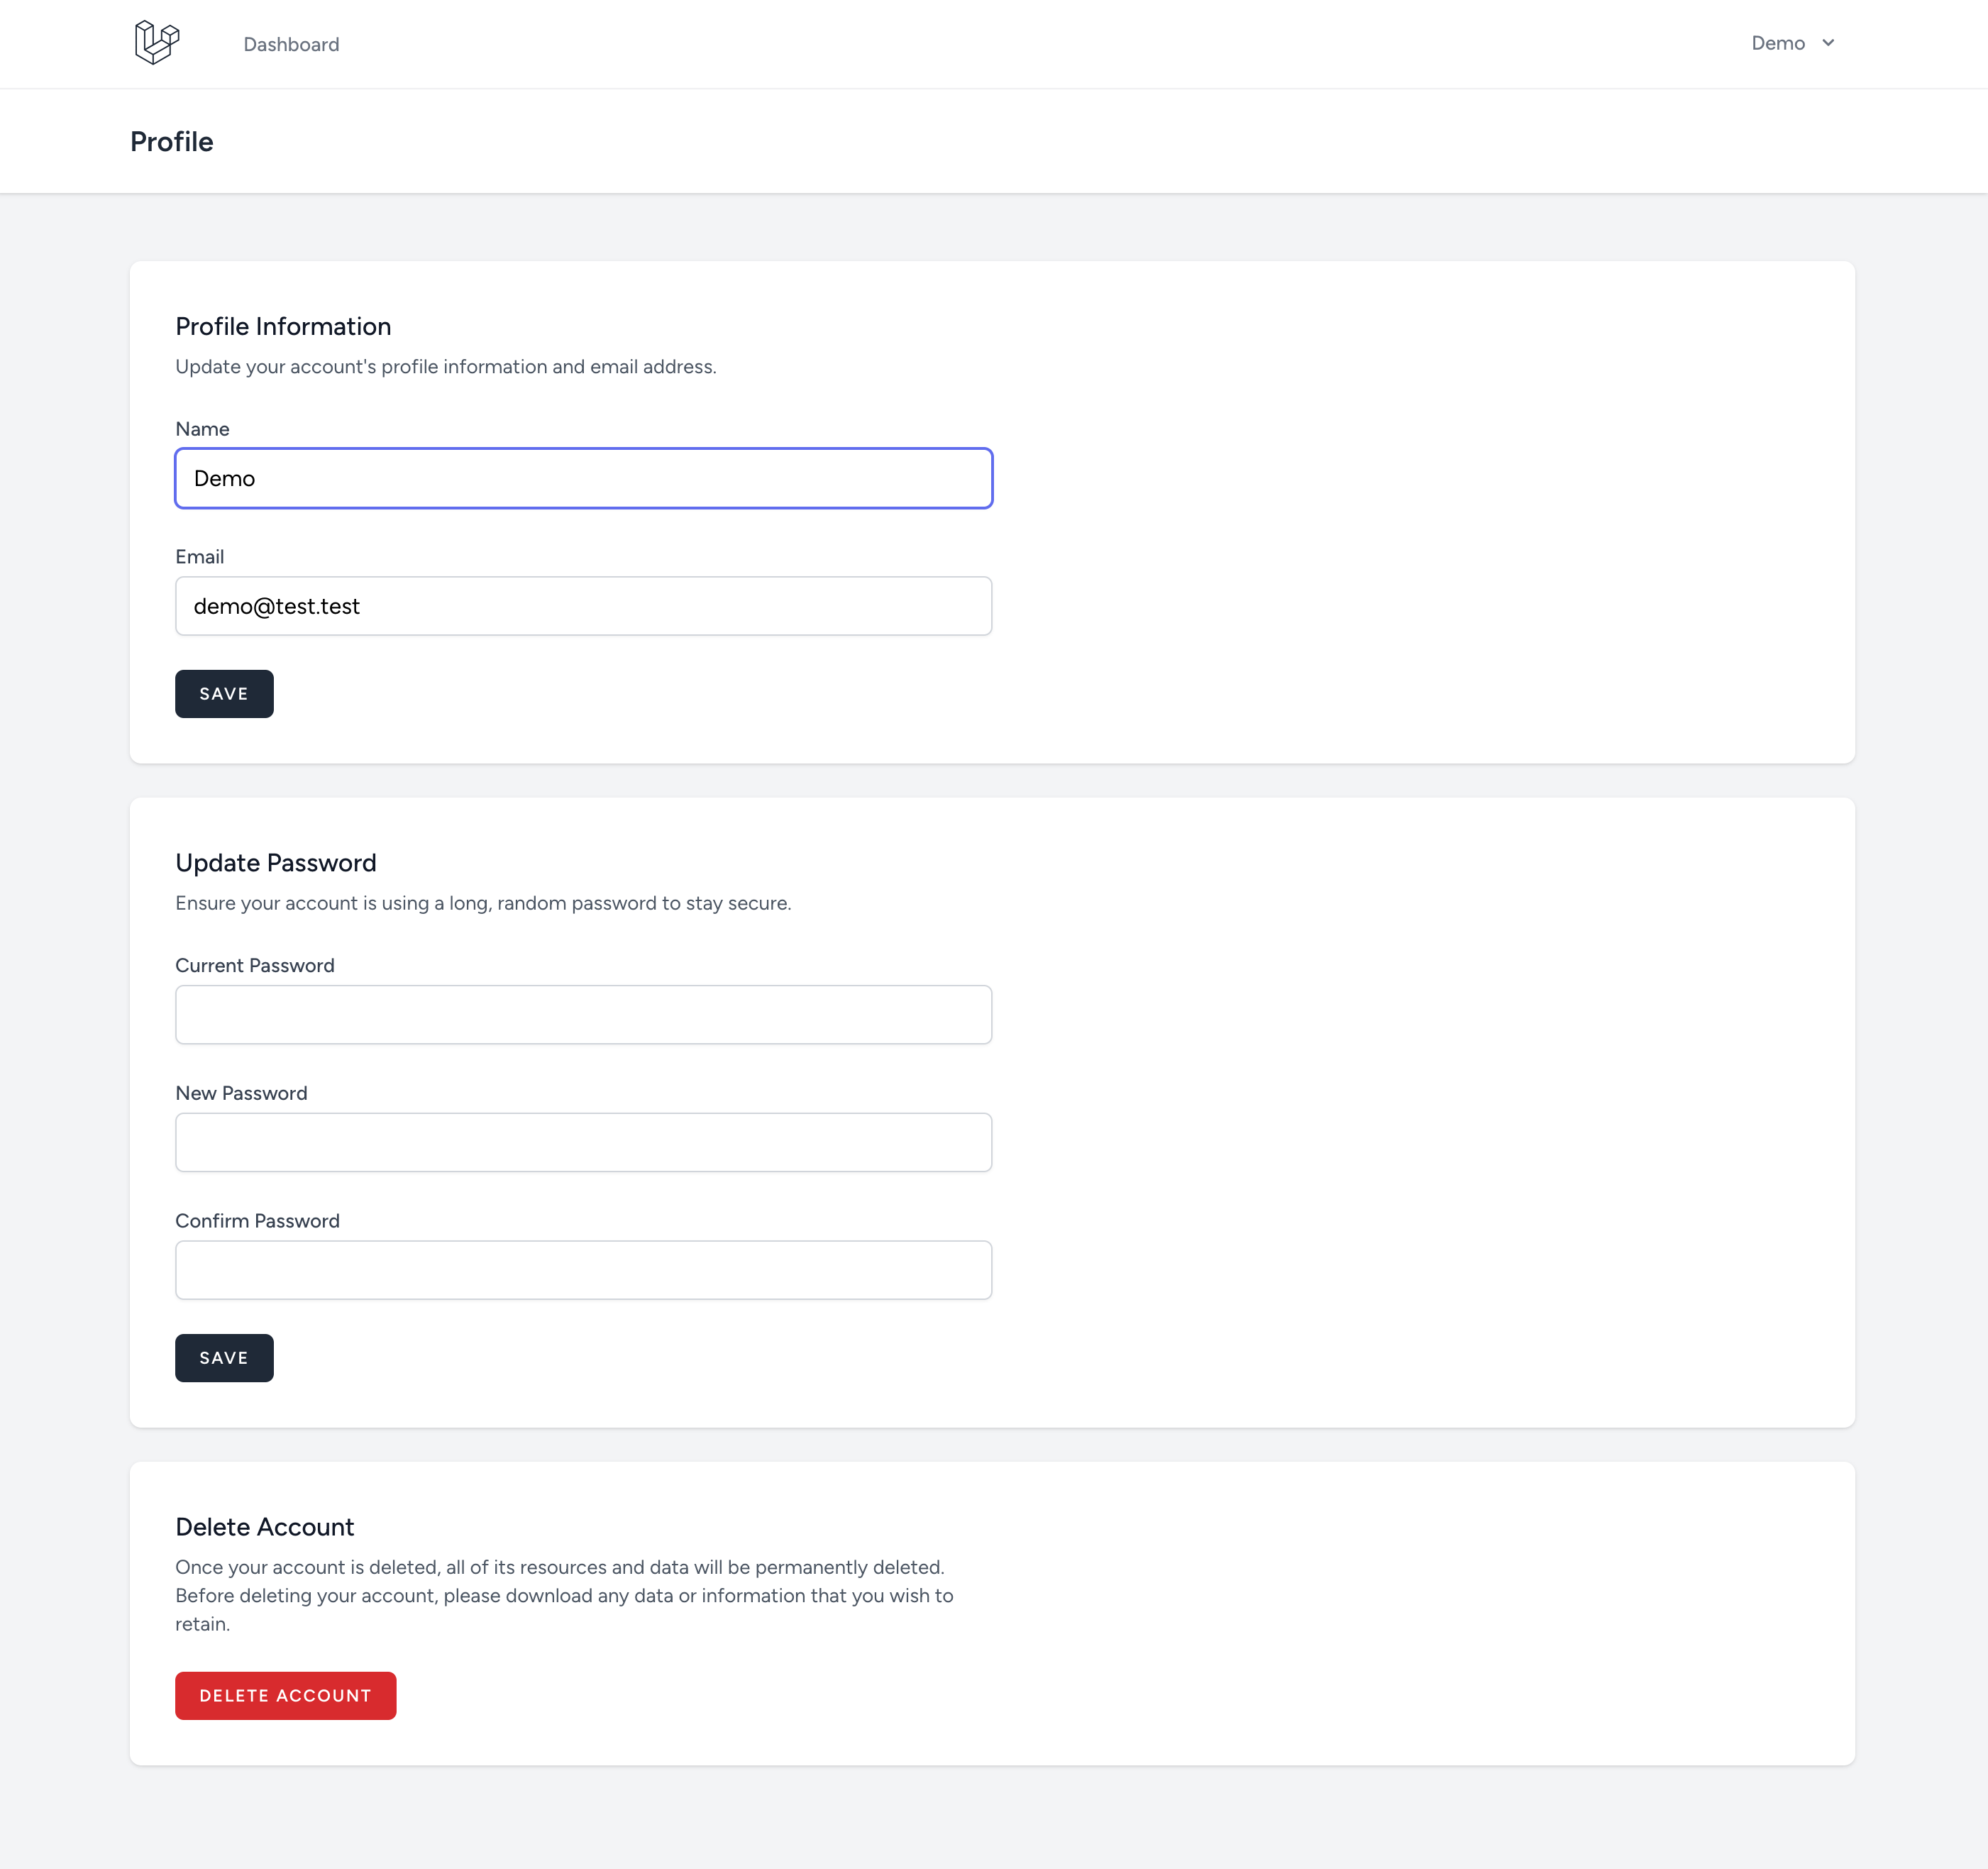 Dashboard
Demo
Profile
Profile Information
Update your account's profile information and email address.
Name
Demo
Email
demo@test.test
SAVE
Update Password
Ensure your account is using a long, random password to stay secure.
Current Password
New Password
Confirm Password
SAVE
Delete Account
Once your account is deleted, all of its resources and data will be permanently deleted.
Before deleting your account, please download any data or information that you wish to
retain.
DELETE ACCOUNT